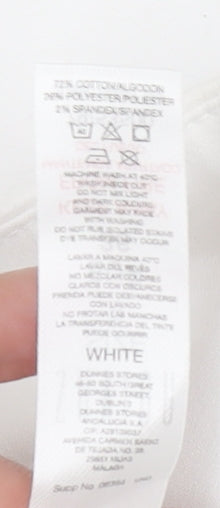 72% COTTON/ALGODON
26% POLYESTER/POLIESTER
2% SPANDEX/SPANDEX
MACHINE WASH AT 40°C
WASH INSIDE OUT
DO NOT MIX LIGHT
AND DARK COLOURS
GARMENT MAY FADE
WITH WASHING
DO NOT RUB ISOLATED STAINS
DYE TRANSFER MAY OCCUR
LAVAR A MAQUINA 40°C
LAVAR DEL REVES
NO MEZCLAR COLORES
CLAROS CON OSCUROS
PRENDA PUEDE DESVANECERSE
CON LAVADO
NO FROTAR LAS MANCHAS
LA TRANSFERENCIA DEL TINTE
PUEDE OCURRIR
WHITE
DUNNES STORES
46-50 SOUTH GREAT
GEORGES STREET,
DUBLIN 2
DUNNES STORES
ANDALUCIA S.A.
CIF.
AVENIDA CARMEN SAENZ
DE TEJADA, NO.
FUENGIROLA
MALAGA
Supp No.